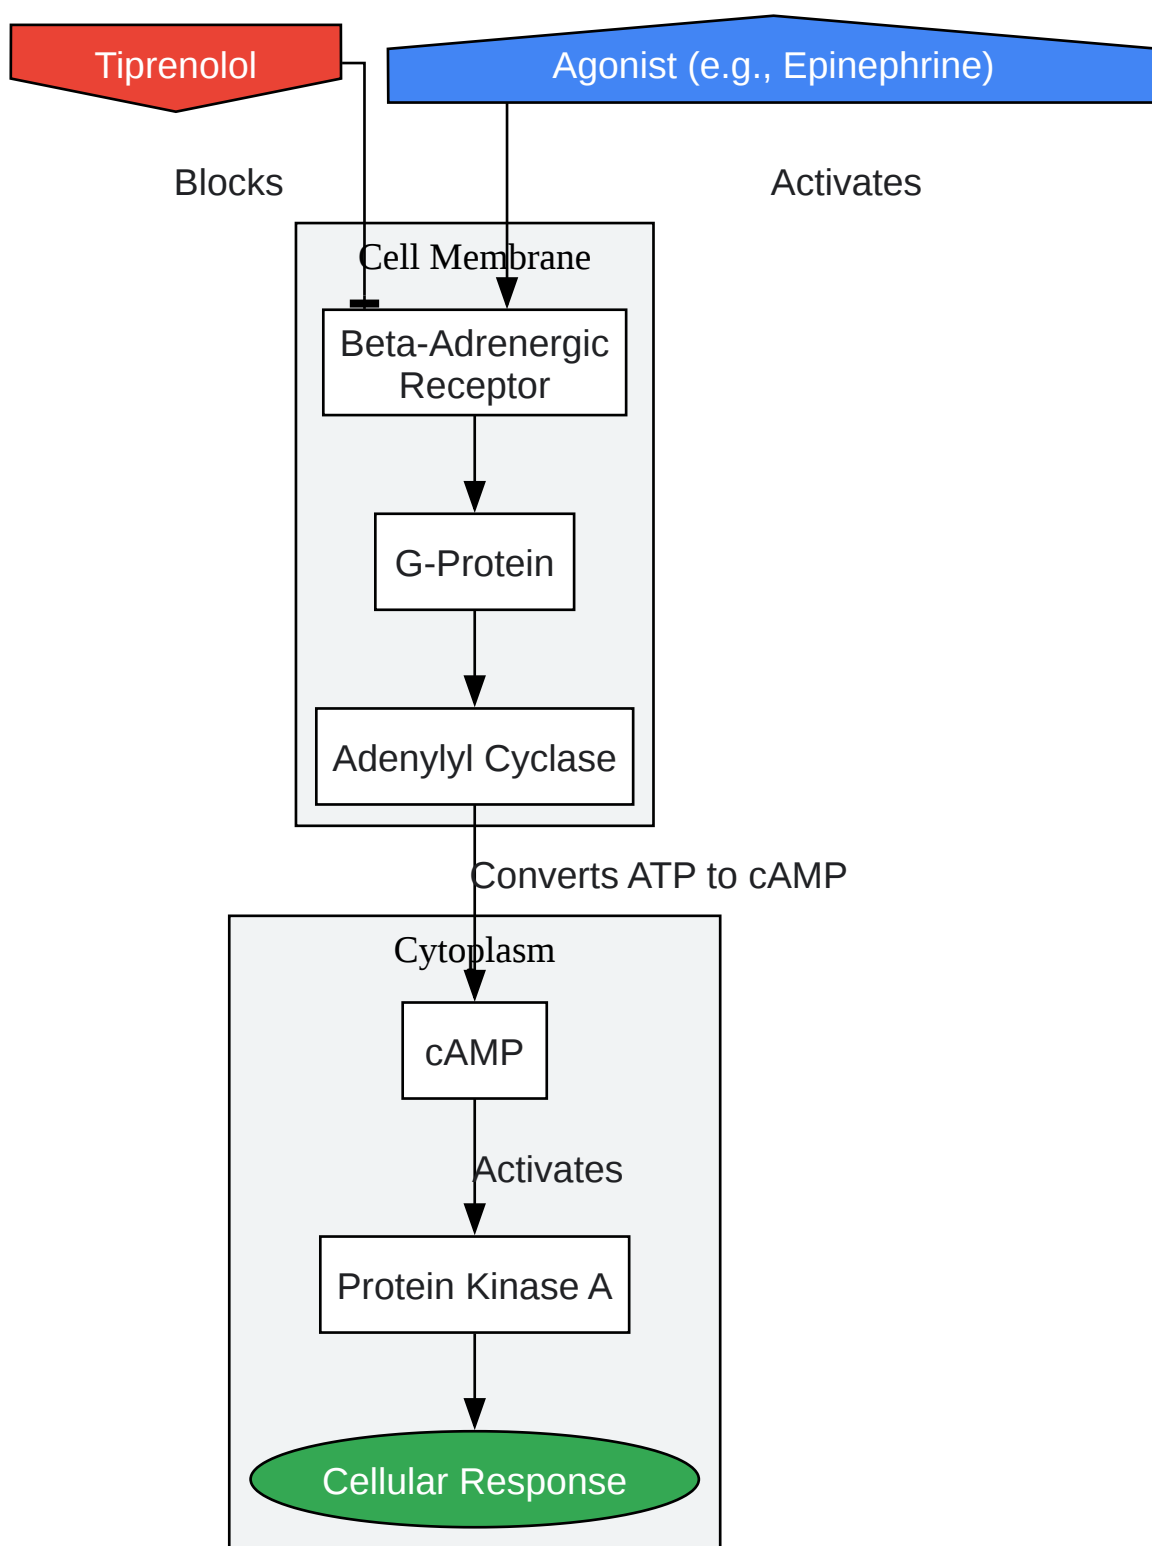 Tiprenolol
Agonist (e.g., Epinephrine)
Blocks
Activates
Cell Membrane
Beta-Adrenergic
Receptor
G-Protein
Adenylyl Cyclase
Converts ATP to cAMP
Cytoplasm
cAMP
Activates
Protein Kinase A
Cellular Response